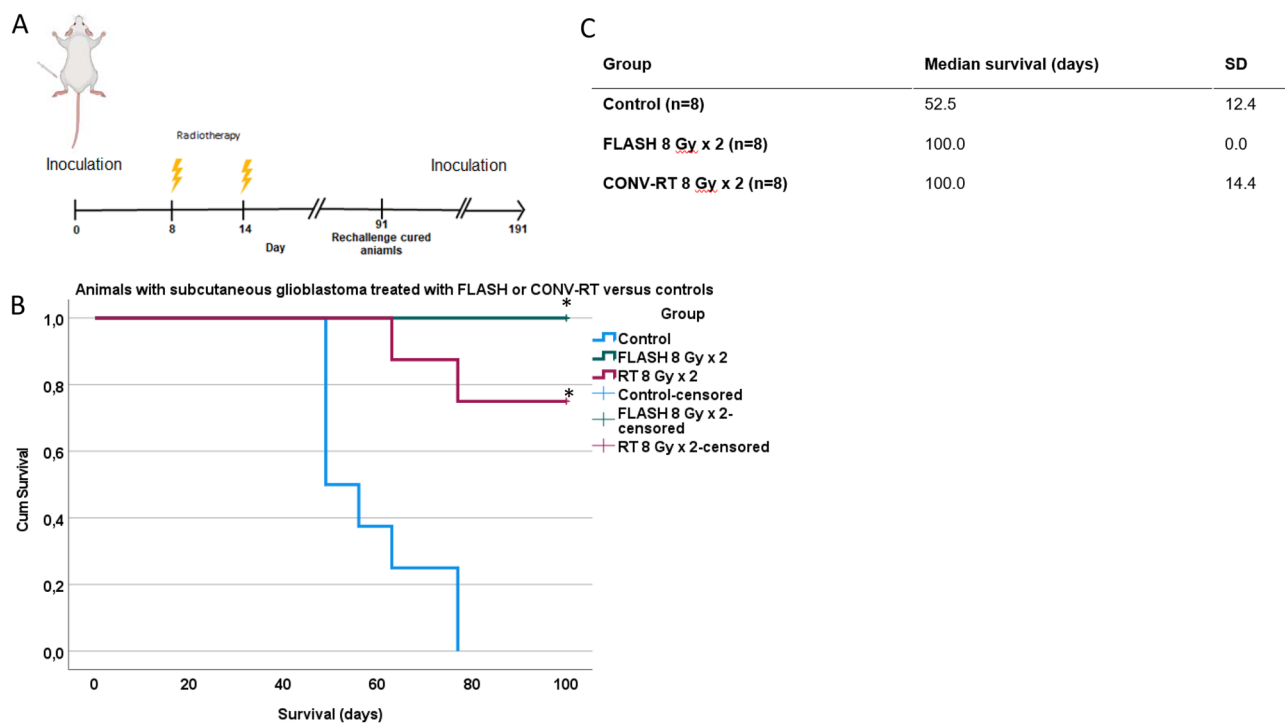 A
Inoculation
Radiotherapy
Inoculation
0
8
14
91
191
Day
Rechallenge cured
aniamls
B
Animals with subcutaneous glioblastoma treated with FLASH or CONV-RT versus controls
*
*
Cum Survival
1,0
0,8
0,6
0,4
0,2
0,0
0
20
40
60
80
100
Survival (days)
Group
Control
FLASH 8 Gy x 2
RT 8 Gy x 2
Control-censored
FLASH 8 Gy x 2-
censored
RT 8 Gy x 2-censored
C
Group Median survival (days) SD
Control (n=8) 52.5 12.4
FLASH 8 Gy x 2 (n=8) 100.0 0.0
CONV-RT 8 Gy x 2 (n=8) 100.0 14.4